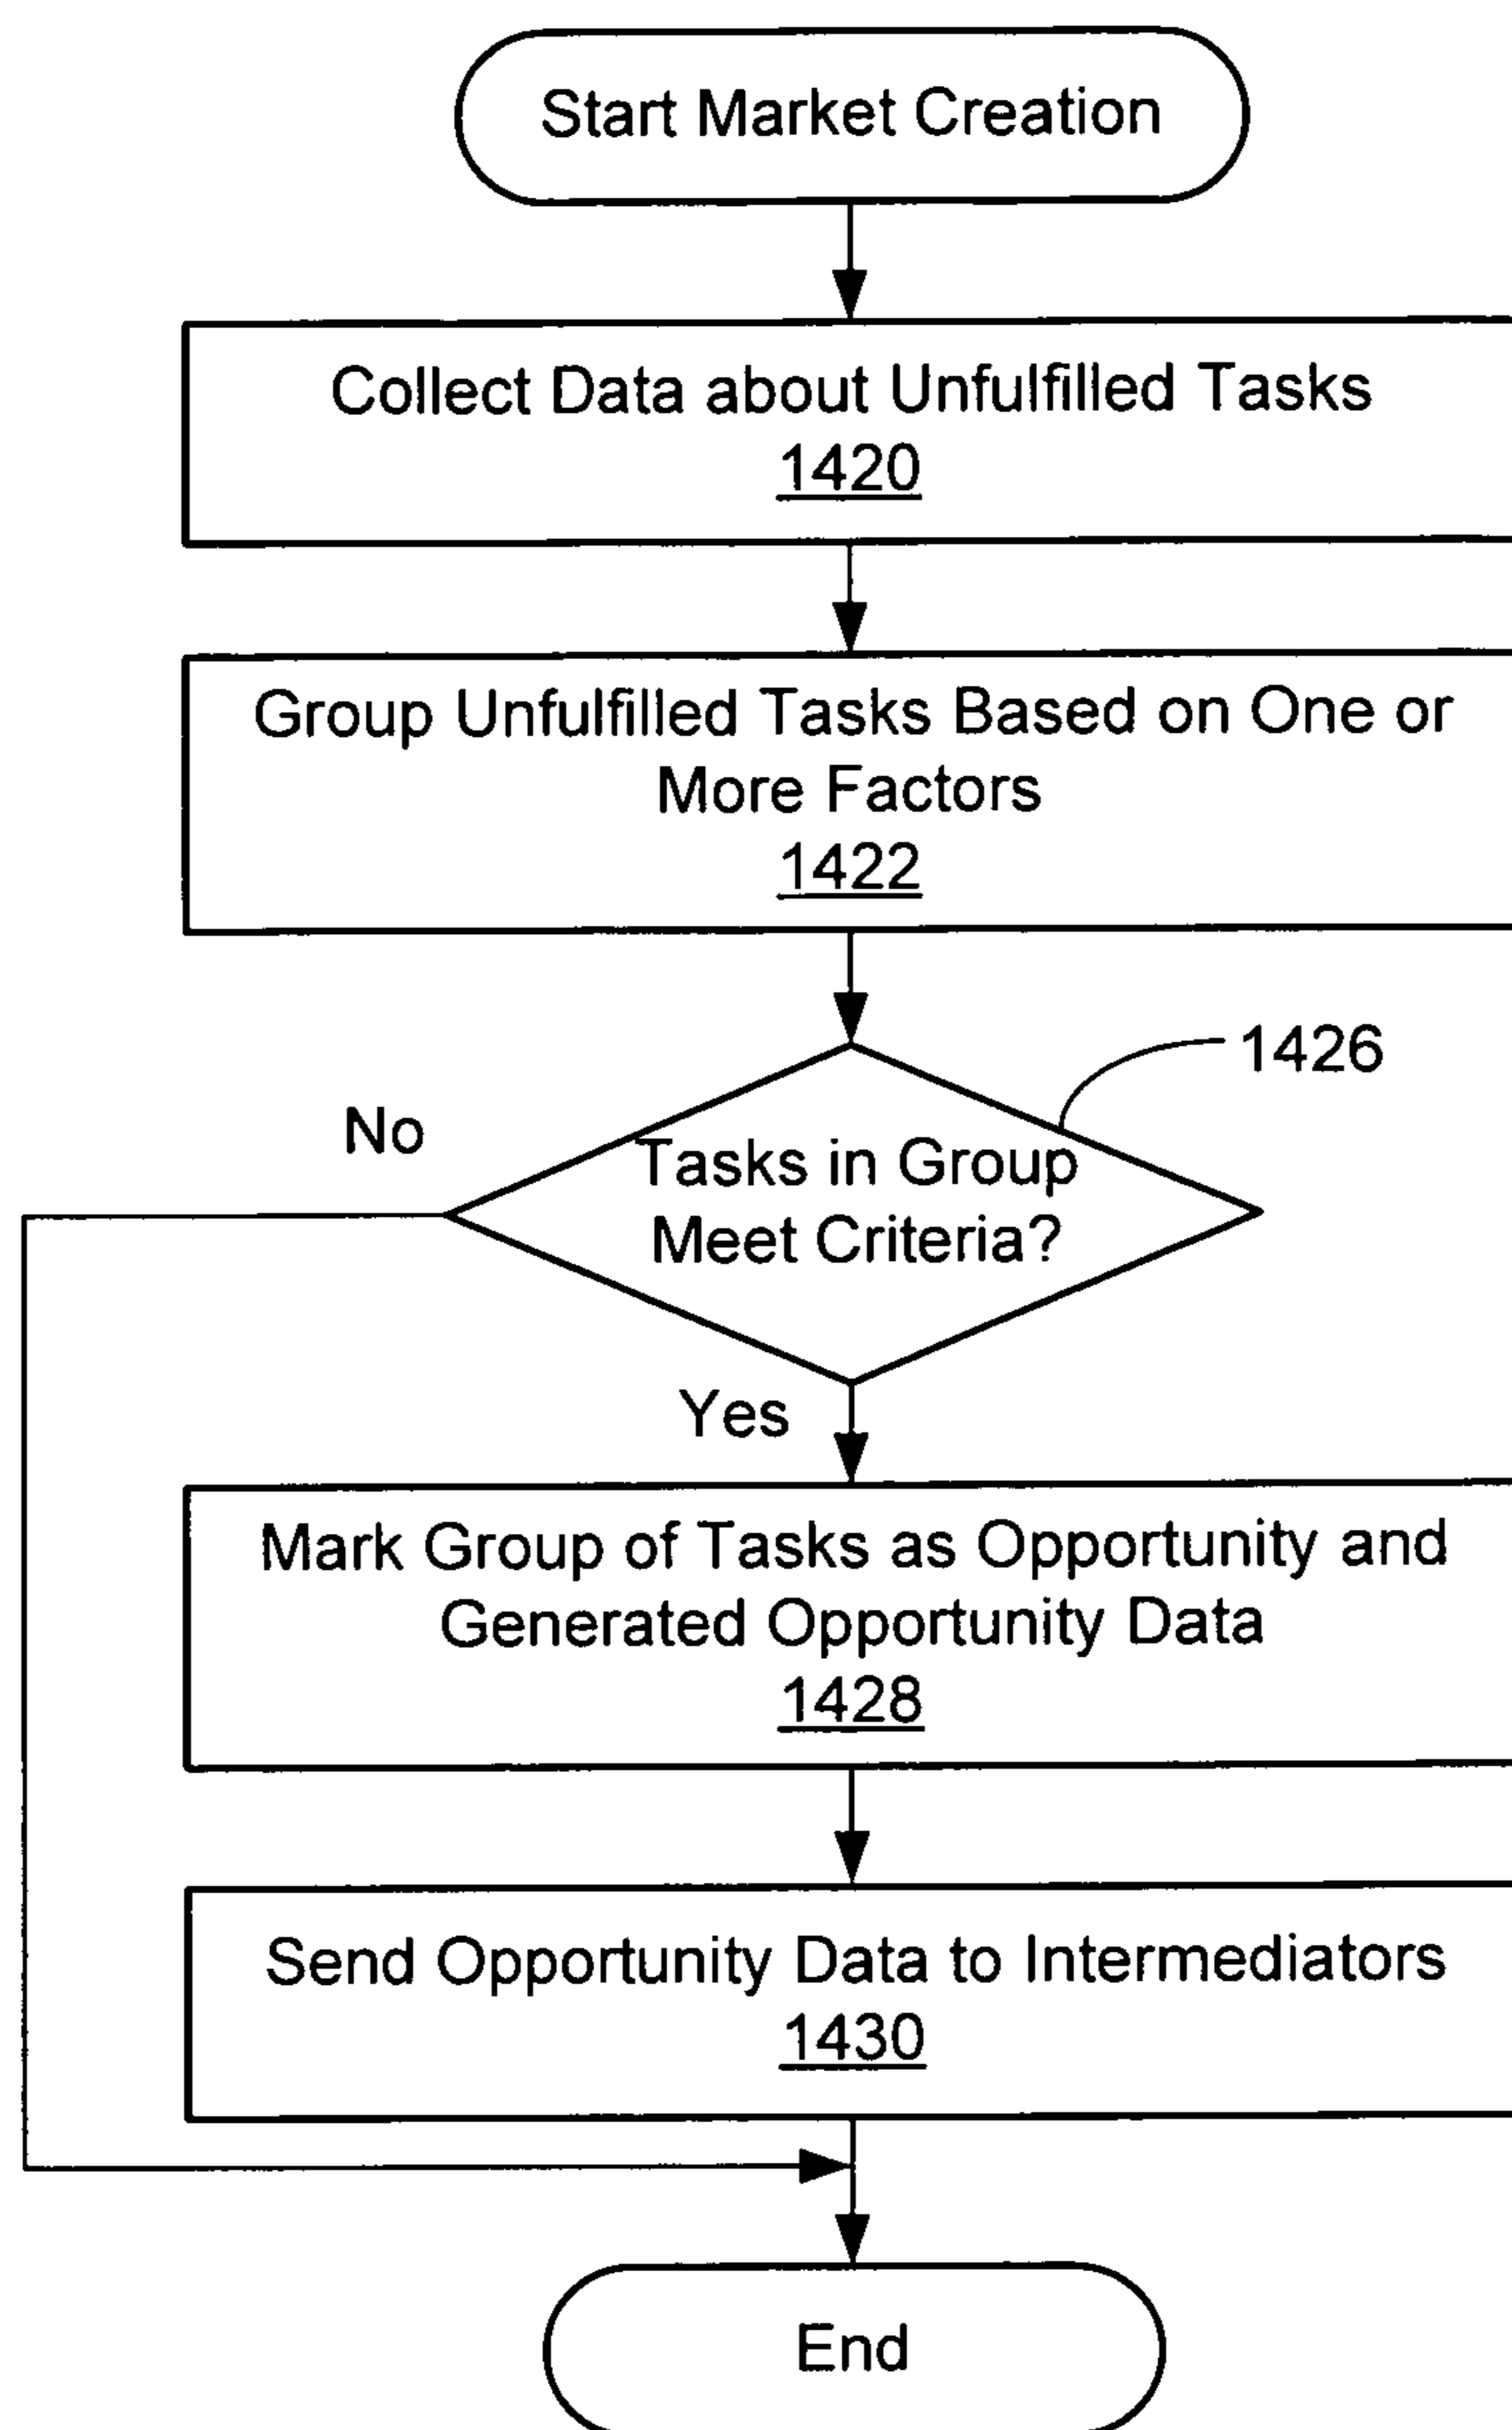 Start Market Creation
Collect Data about Unfulfilled Tasks
1420
Group Unfulfilled Tasks Based on One or
More Factors
1422
1426
No
Tasks in Group
Meet Criteria?
Yes
Mark Group of Tasks as Opportunity and
Generated Opportunity Data
1428
Send Opportunity Data to Intermediators
1430
End